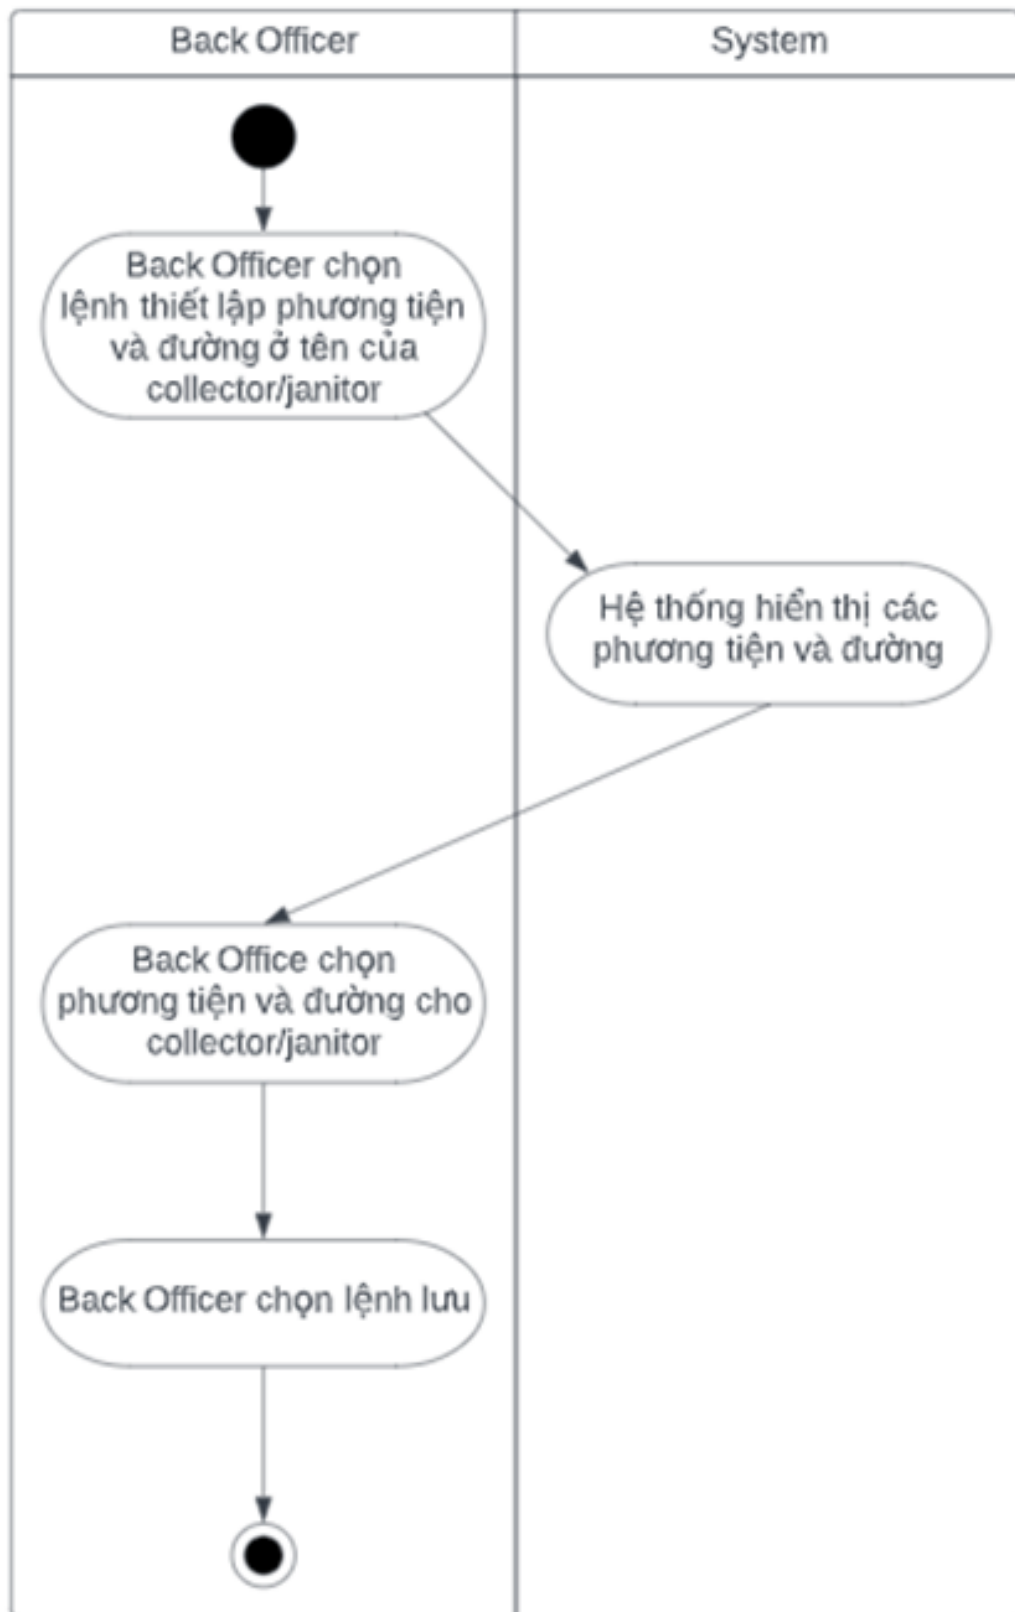 Back Officer
System
Back Officer chọn
lệnh thiết lập phương tiện
và đường ở tên của
collector/janitor
Hệ thống hiển thị các
phương tiện và đường
Back Office chọn
phương tiện và đường cho
collector/janitor
Back Officer chọn lệnh lưu